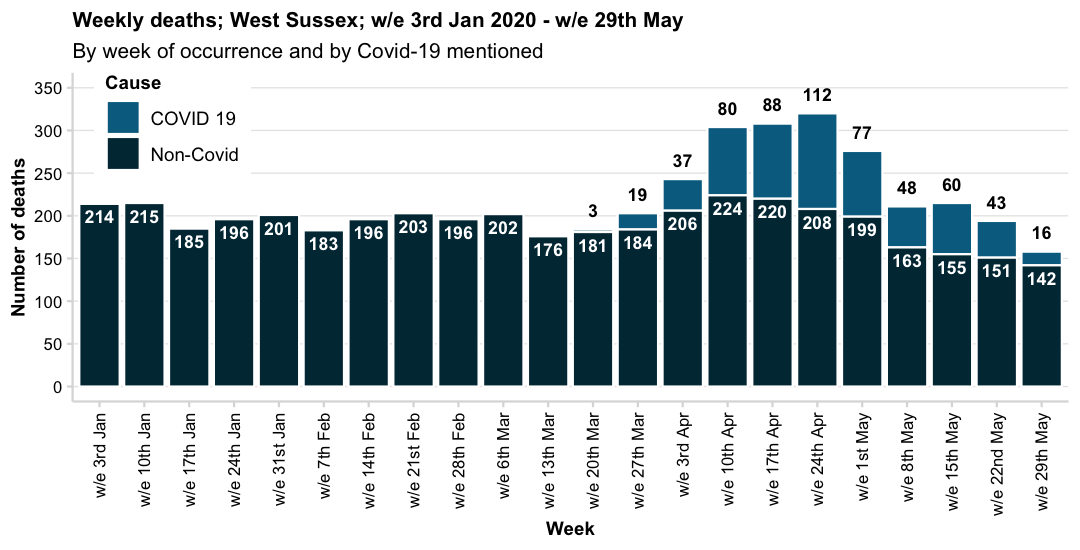 Weekly deaths; West Sussex; w/e 3rd Jan 2020 - w/e 29th May
By week of occurrence and by Covid-19 mentioned
Cause
COVID 19
Non-Covid
Number of deaths
350
300
250
200
150
100
50
0
3
19
37
80
88
112
77
48
60
43
16
214
215
185
196
201
183
196
203
196
202
176
181
184
206
224
220
208
199
163
155
151
142
w/e 3rd Jan
w/e 10th Jan
w/e 17th Jan
w/e 24th Jan
w/e 31st Jan
w/e 7th Feb
w/e 14th Feb
w/e 21st Feb
w/e 28th Feb
w/e 6th Mar
w/e 13th Mar
w/e 20th Mar
w/e 27th Mar
w/e 3rd Apr
w/e 10th Apr
w/e 17th Apr
w/e 24th Apr
w/e 1st May
w/e 8th May
w/e 15th May
w/e 22nd May
w/e 29th May
Week